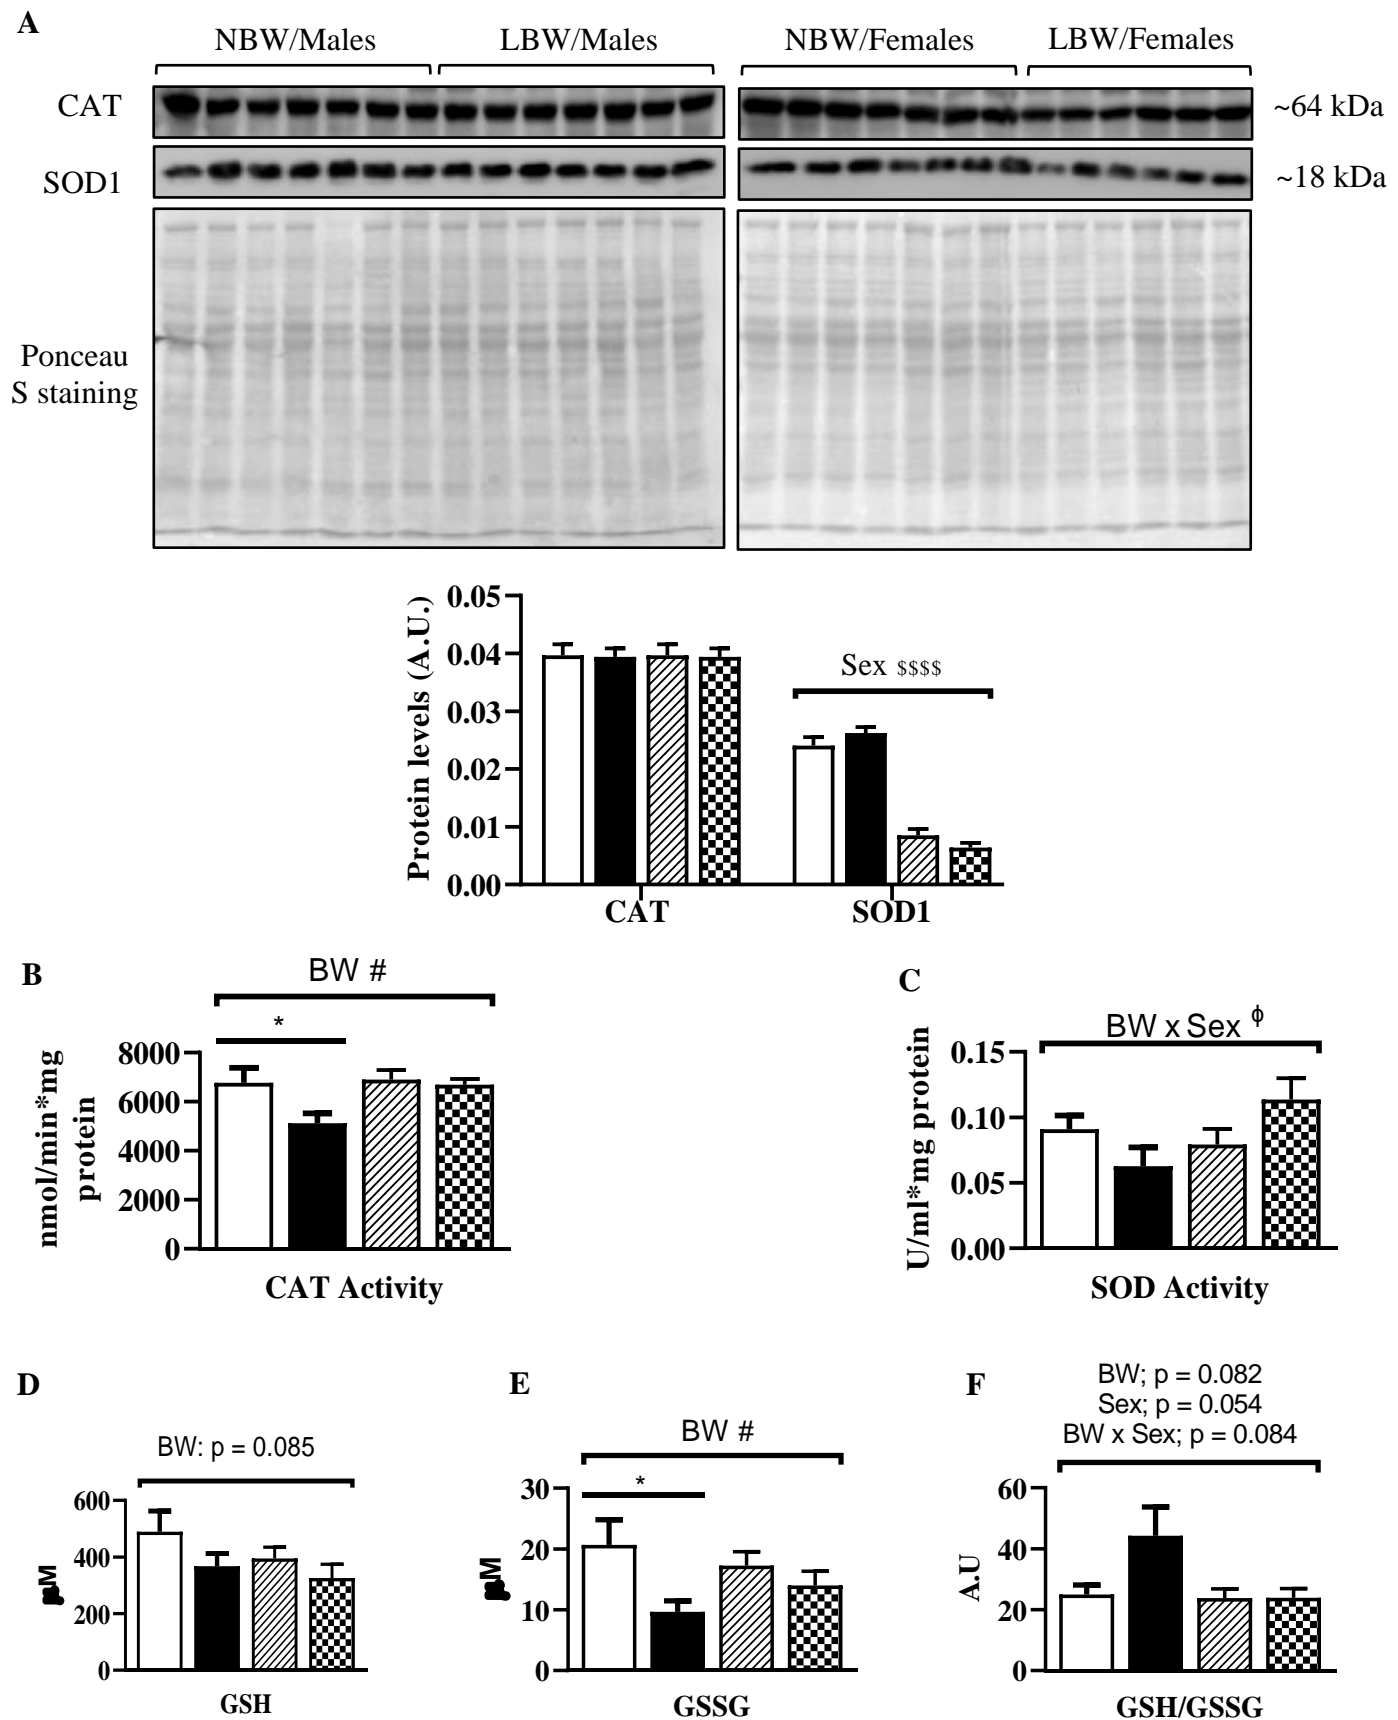 A
NBW/Males
LBW/Males
NBW/Females
LBW/Females
CAT
~64 kDa
SOD1
~18 kDa
Ponceau
S staining
Protein levels (A.U.)
0.05
0.04
0.03
0.02
0.01
0.00
Sex $$$$
CAT
SOD1
B
BW #
*
nmol/min*mg
protein
8000
6000
4000
2000
0
CAT Activity
C
BW x Sex ϕ
U/ml*mg protein
0.15
0.10
0.05
0.00
SOD Activity
D
BW: p = 0.085
600
400
200
0
GSH
E
BW #
*
30
20
10
0
GSSG
F
BW; p = 0.082
Sex; p = 0.054
BW x Sex; p = 0.084
A.U
60
40
20
0
GSH/GSSG